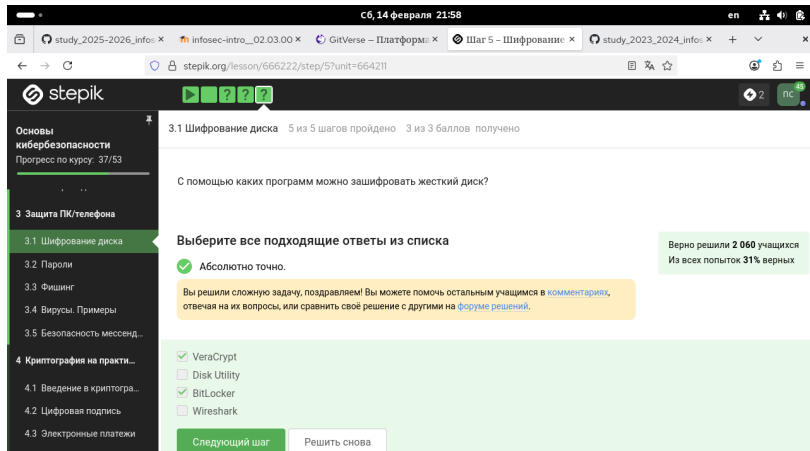 Сб, 14 февраля 21:58
en
study_2025-2026_infos
infosec-intro__02.03.00
GitVerse – Платформа
Шаг 5 – Шифрование
study_2023_2024_infos
stepik.org/lesson/666222/step/5?unit=664211
stepik
? ? ?
2
ПС
45
Основы кибербезопасности
Прогресс по курсу: 37/53
3.1 Шифрование диска 5 из 5 шагов пройдено 3 из 3 баллов получено
3 Защита ПК/телефона
3.1 Шифрование диска
3.2 Пароли
3.3 Фишинг
3.4 Вирусы. Примеры
3.5 Безопасность мессенд...
4 Криптография на практи...
4.1 Введение в криптогра...
4.2 Цифровая подпись
4.3 Электронные платежи
С помощью каких программ можно зашифровать жесткий диск?
Выберите все подходящие ответы из списка
Абсолютно точно.
Верно решили 2 060 учащихся
Из всех попыток 31% верных
Вы решили сложную задачу, поздравляем! Вы можете помочь остальным учащимся в комментариях,
отвечая на их вопросы, или сравнить своё решение с другими на форуме решений.
VeraCrypt
Disk Utility
BitLocker
Wireshark
Следующий шаг
Решить снова